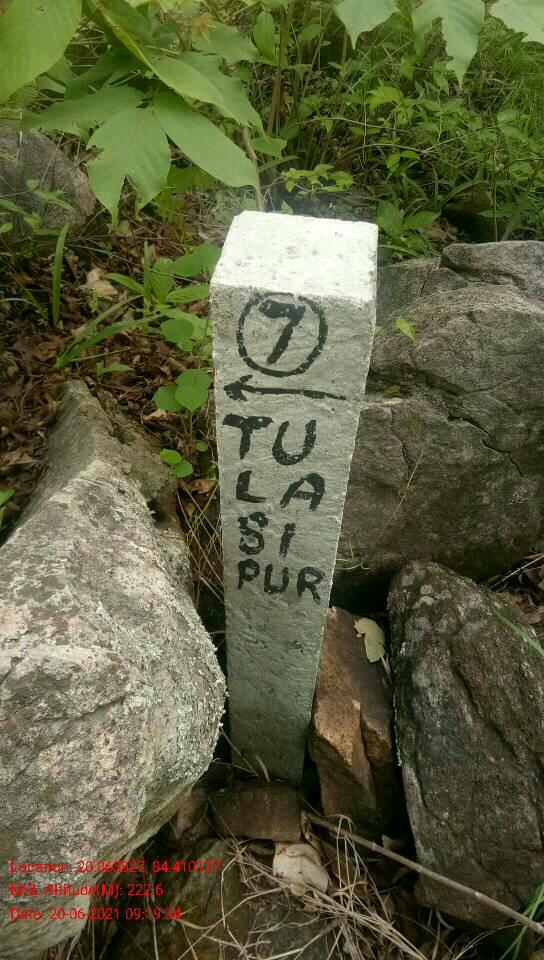 7
TU
LA
SI
PUR
Location: 20.865927, 84.410127
MSL Altitude(M): 222.6
Date: 20-06-2021 09:19:34